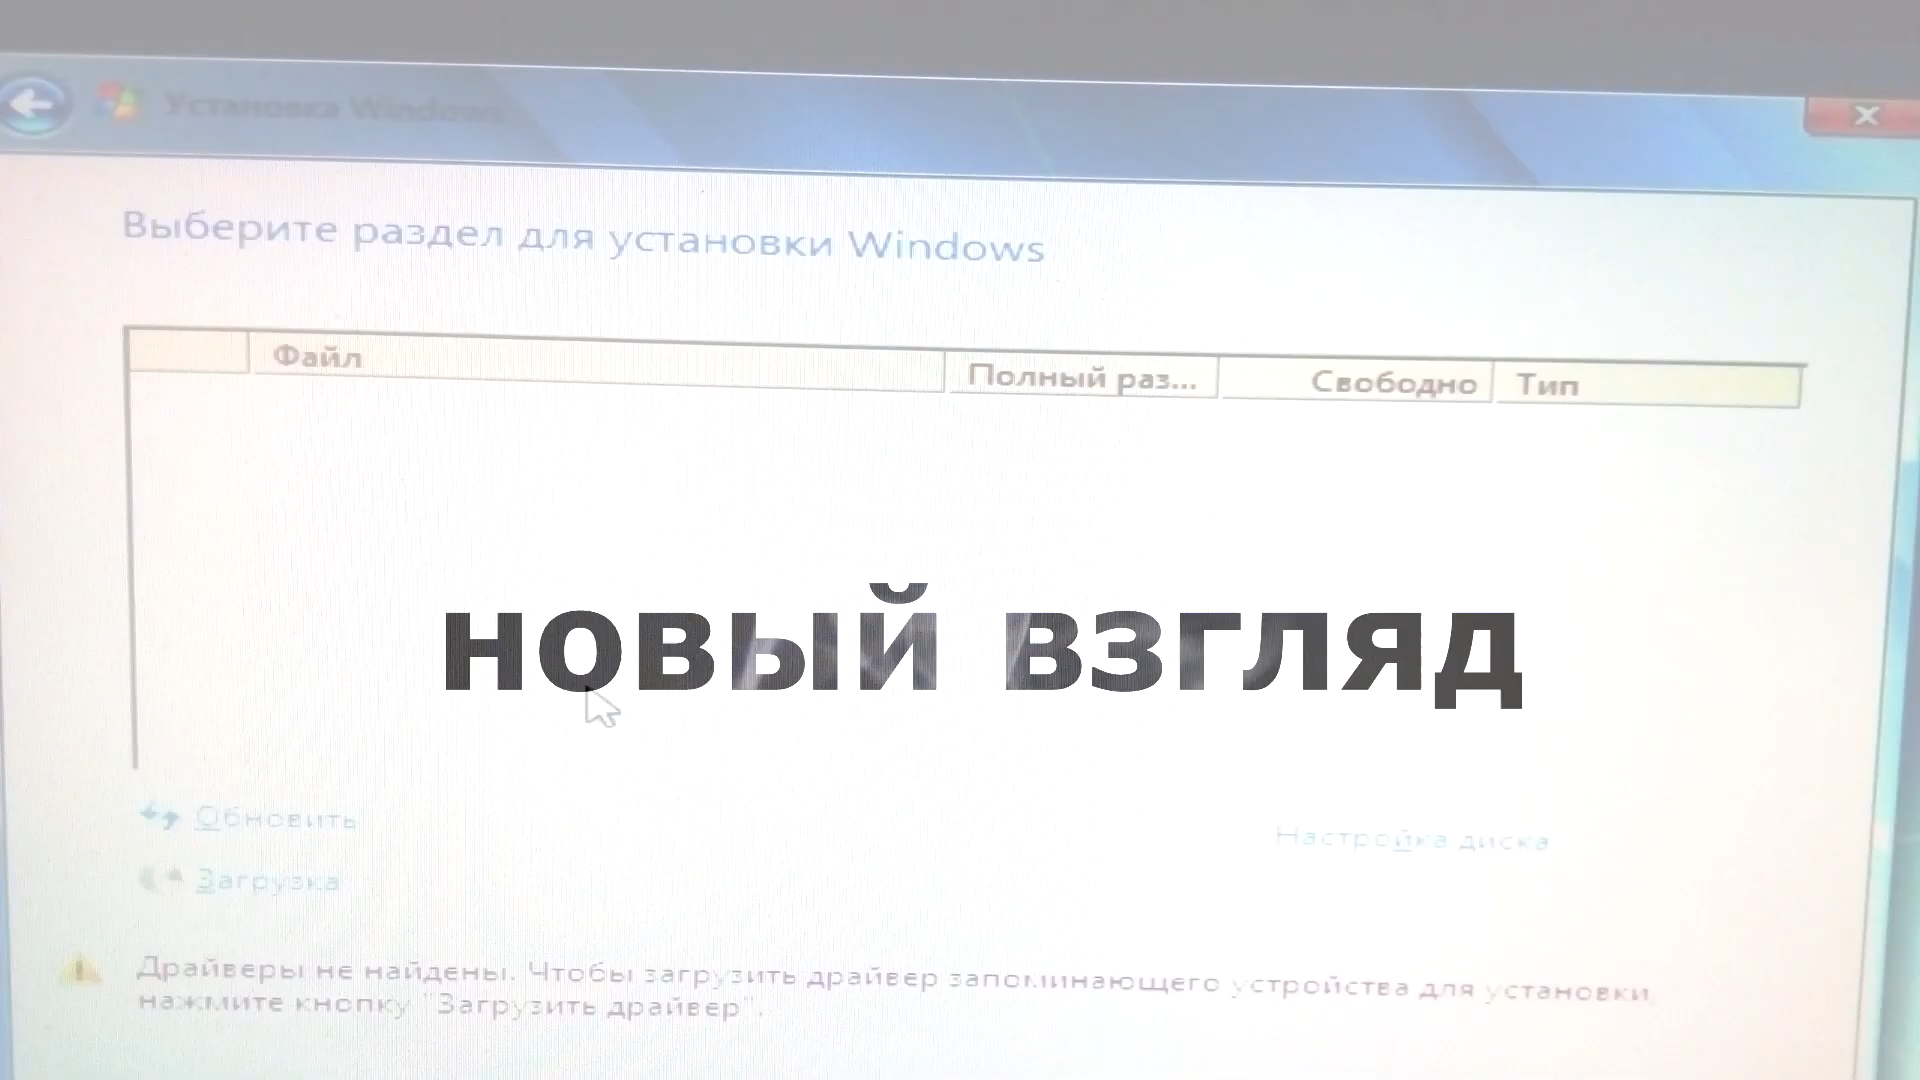 Установка Windows
Выберите раздел для установки Windows
Файл Полный раз... Свободно Тип
новый взгляд
Обновить Настройка диска
Загрузка
Драйверы не найдены. Чтобы загрузить драйвер запоминающего устройства для установки,
нажмите кнопку "Загрузить драйвер".